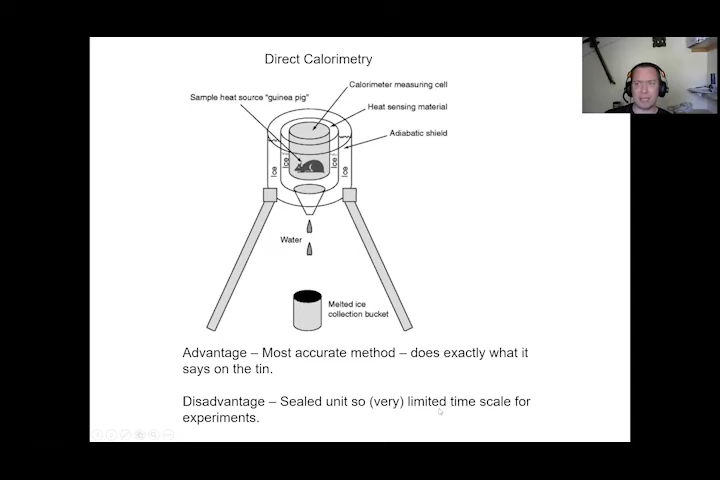 Direct Calorimetry
Calorimeter measuring cell
Sample heat source "guinea pig"
Heat sensing material
Adiabatic shield
Ice
Ice
Ice
Ice
Water
Melted ice
collection bucket
Advantage – Most accurate method – does exactly what it
says on the tin.
Disadvantage – Sealed unit so (very) limited time scale for
experiments.